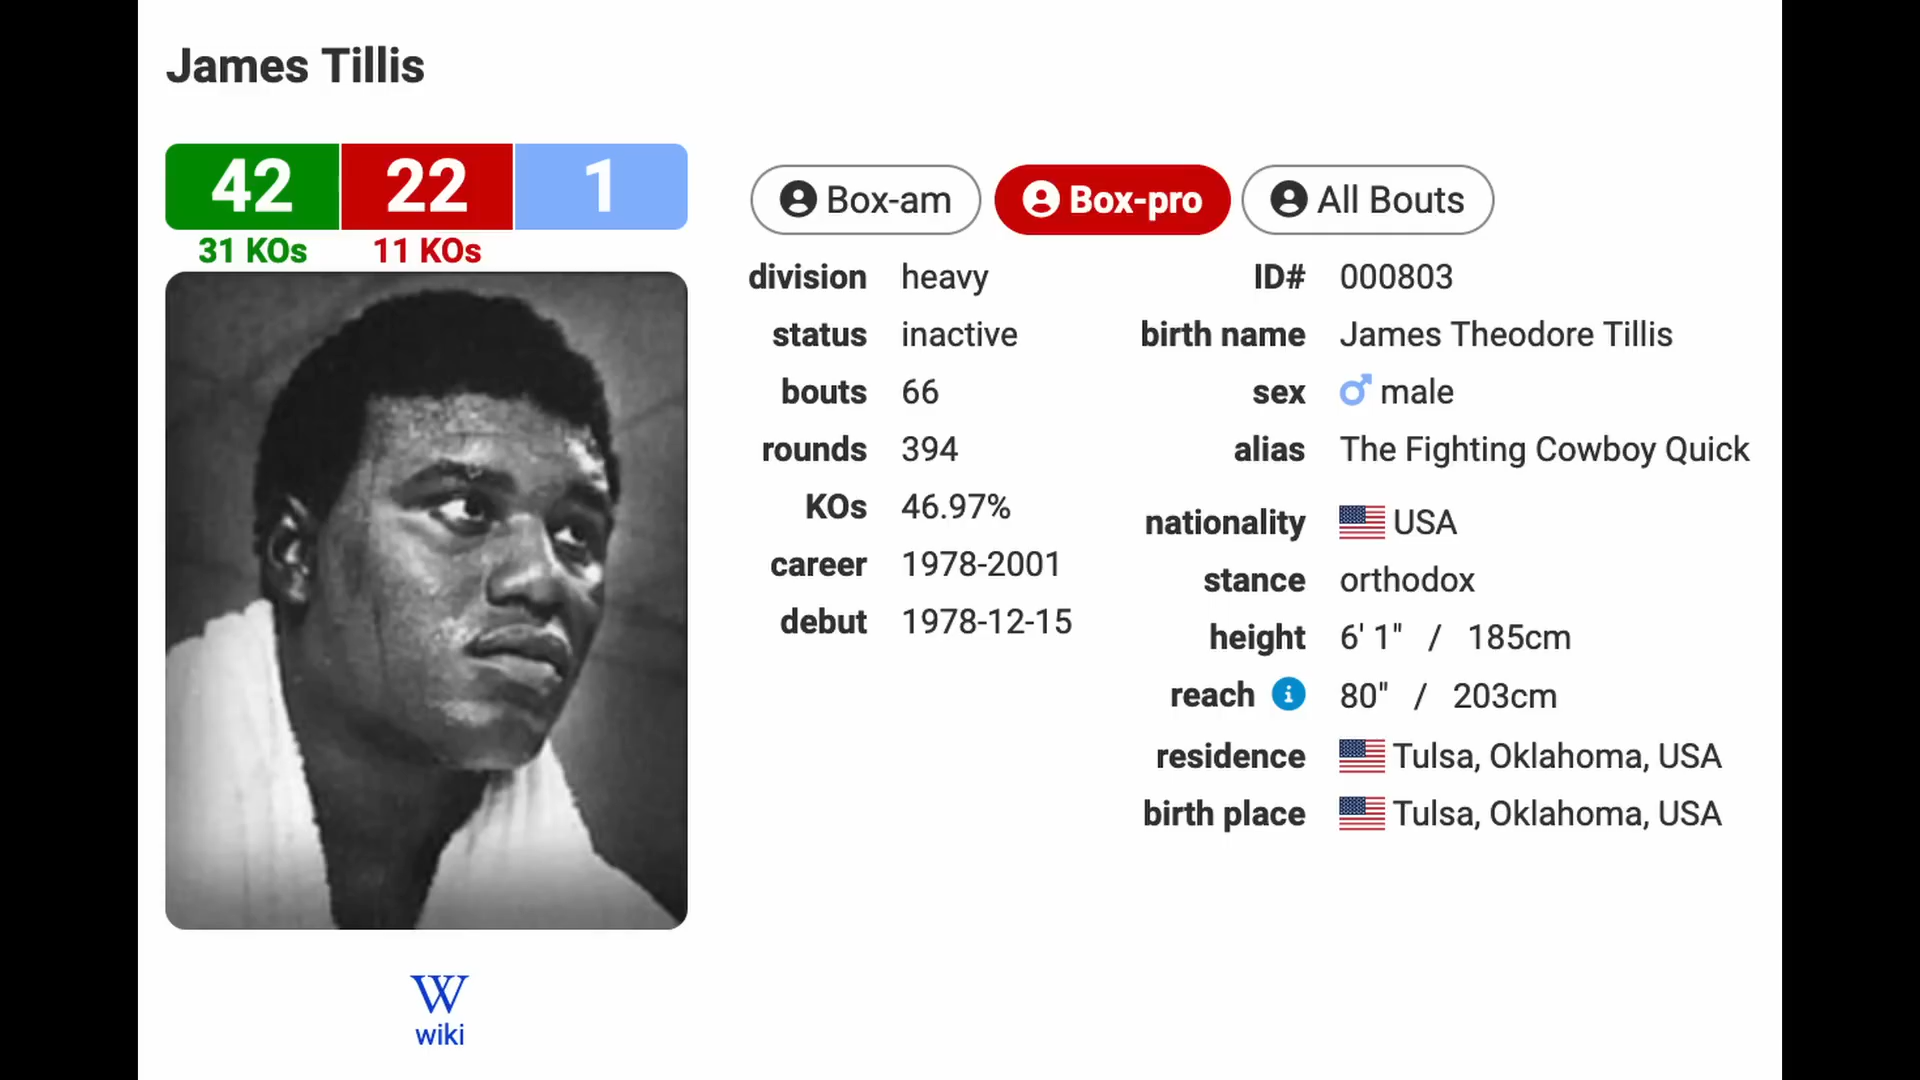 James Tillis
42 22 1
31 KOs 11 KOs
Box-am Box-pro All Bouts
division heavy
status inactive
bouts 66
rounds 394
KOs 46.97%
career 1978-2001
debut 1978-12-15
ID# 000803
birth name James Theodore Tillis
sex male
alias The Fighting Cowboy Quick
nationality USA
stance orthodox
height 6' 1" / 185cm
reach i 80" / 203cm
residence Tulsa, Oklahoma, USA
birth place Tulsa, Oklahoma, USA
W
wiki